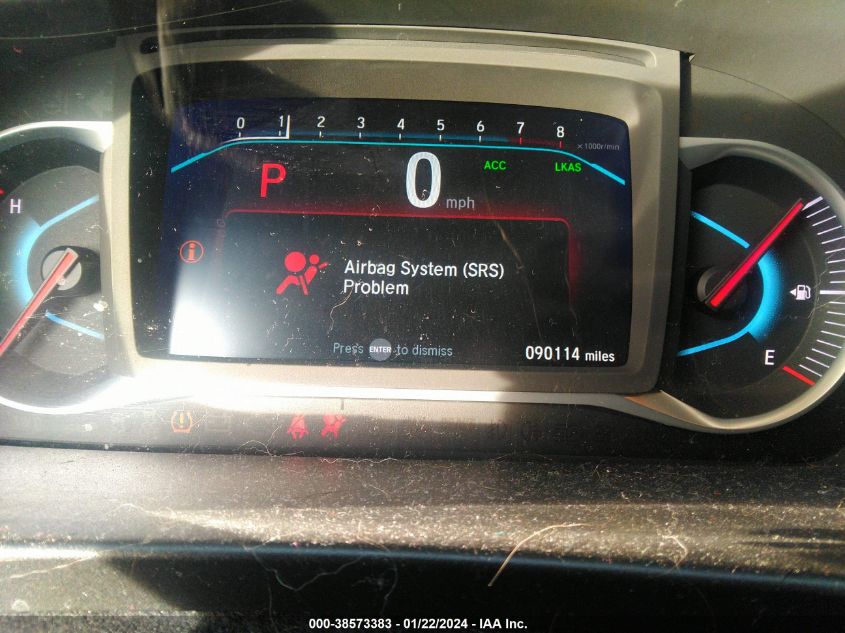 0 1 2 3 4 5 6 7 8
x1000r/min
P 0 mph ACC LKAS
H
Airbag System (SRS)
Problem
Press ENTER to dismiss
090114 miles
E
000-38573383 - 01/22/2024 - IAA Inc.